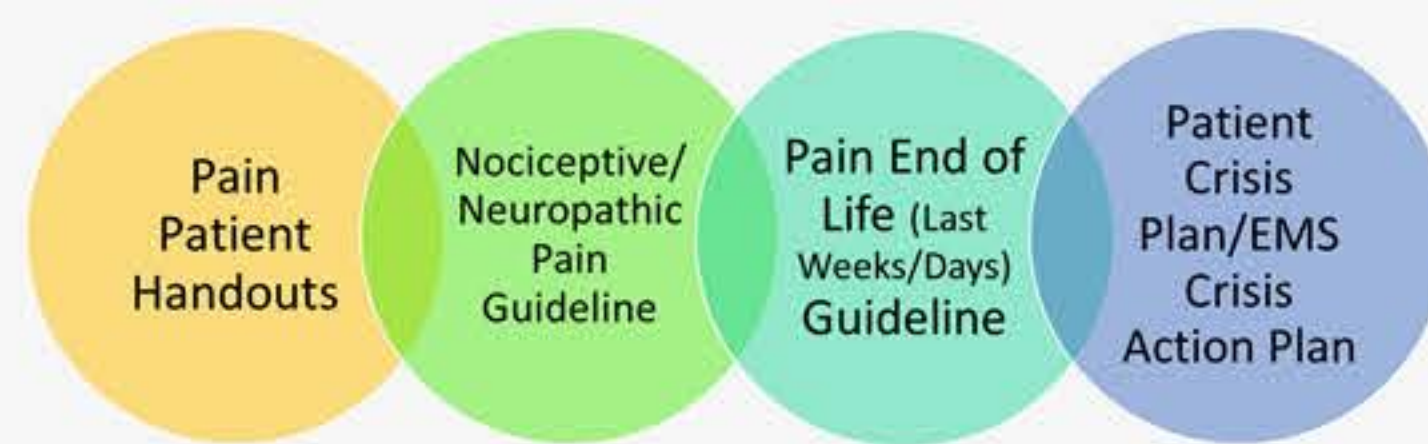 Pain
Patient
Handouts
Nociceptive/
Neuropathic
Pain
Guideline
Pain End of
Life (Last
Weeks/Days)
Guideline
Patient
Crisis
Plan/EMS
Crisis
Action Plan